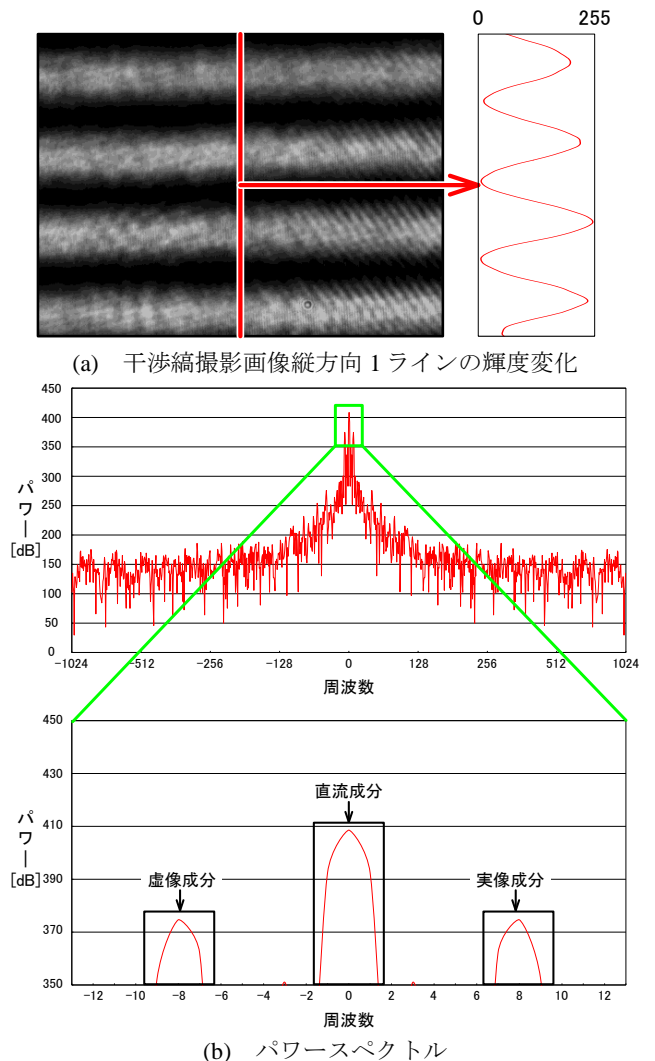 0 255
(a) 干渉縞撮影画像縦方向1ラインの輝度変化
450
400
350
300
250
200
150
100
50
0
パワー
[dB]
-1024 -512 -256 -128 0 128 256 512 1024
周波数
450
430
410
390
370
350
パワー
[dB]
直流成分
虚像成分
実像成分
-12 -10 -8 -6 -4 -2 0 2 4 6 8 10 12
周波数
(b) パワースペクトル